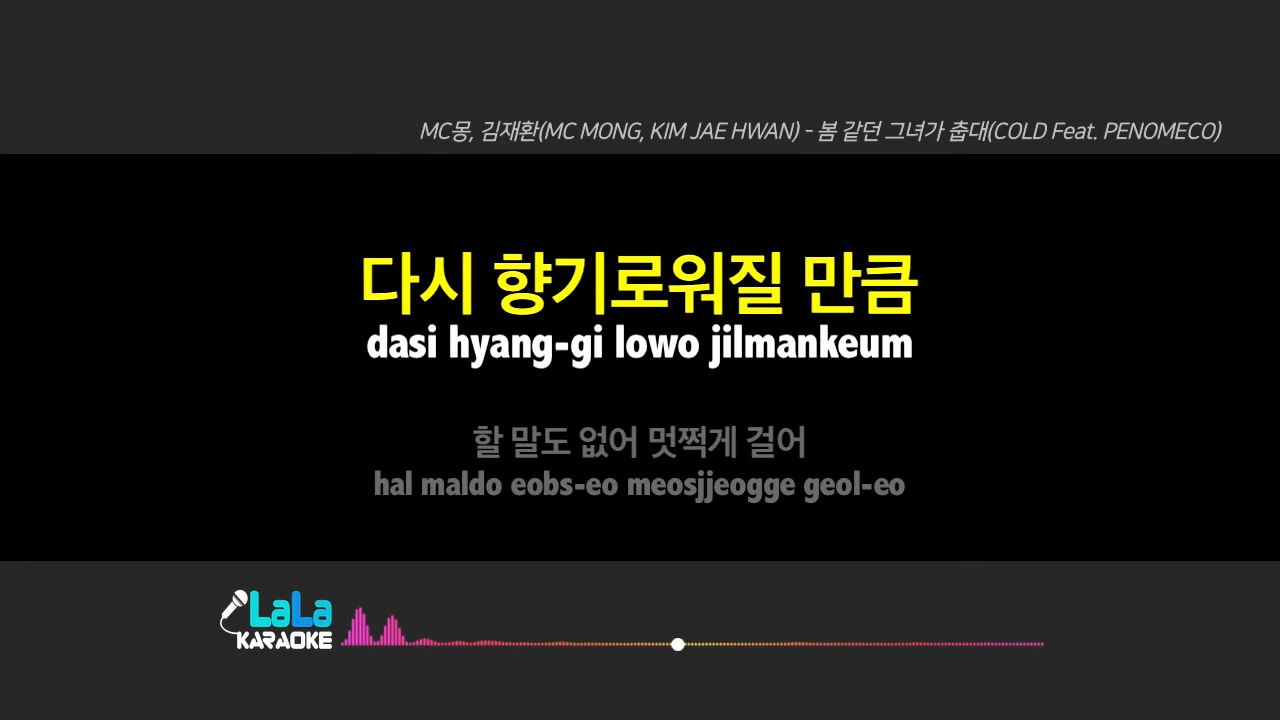 MC몽, 김재환(MC MONG, KIM JAE HWAN) - 봄 같던 그녀가 춥대(COLD Feat. PENOMECO)
다시 향기로워질 만큼
dasi hyang-gi lowo jilmankeum
할 말도 없어 멋쩍게 걸어
hal maldo eobs-eo meosjjeogge geol-eo
LaLa
KARAOKE